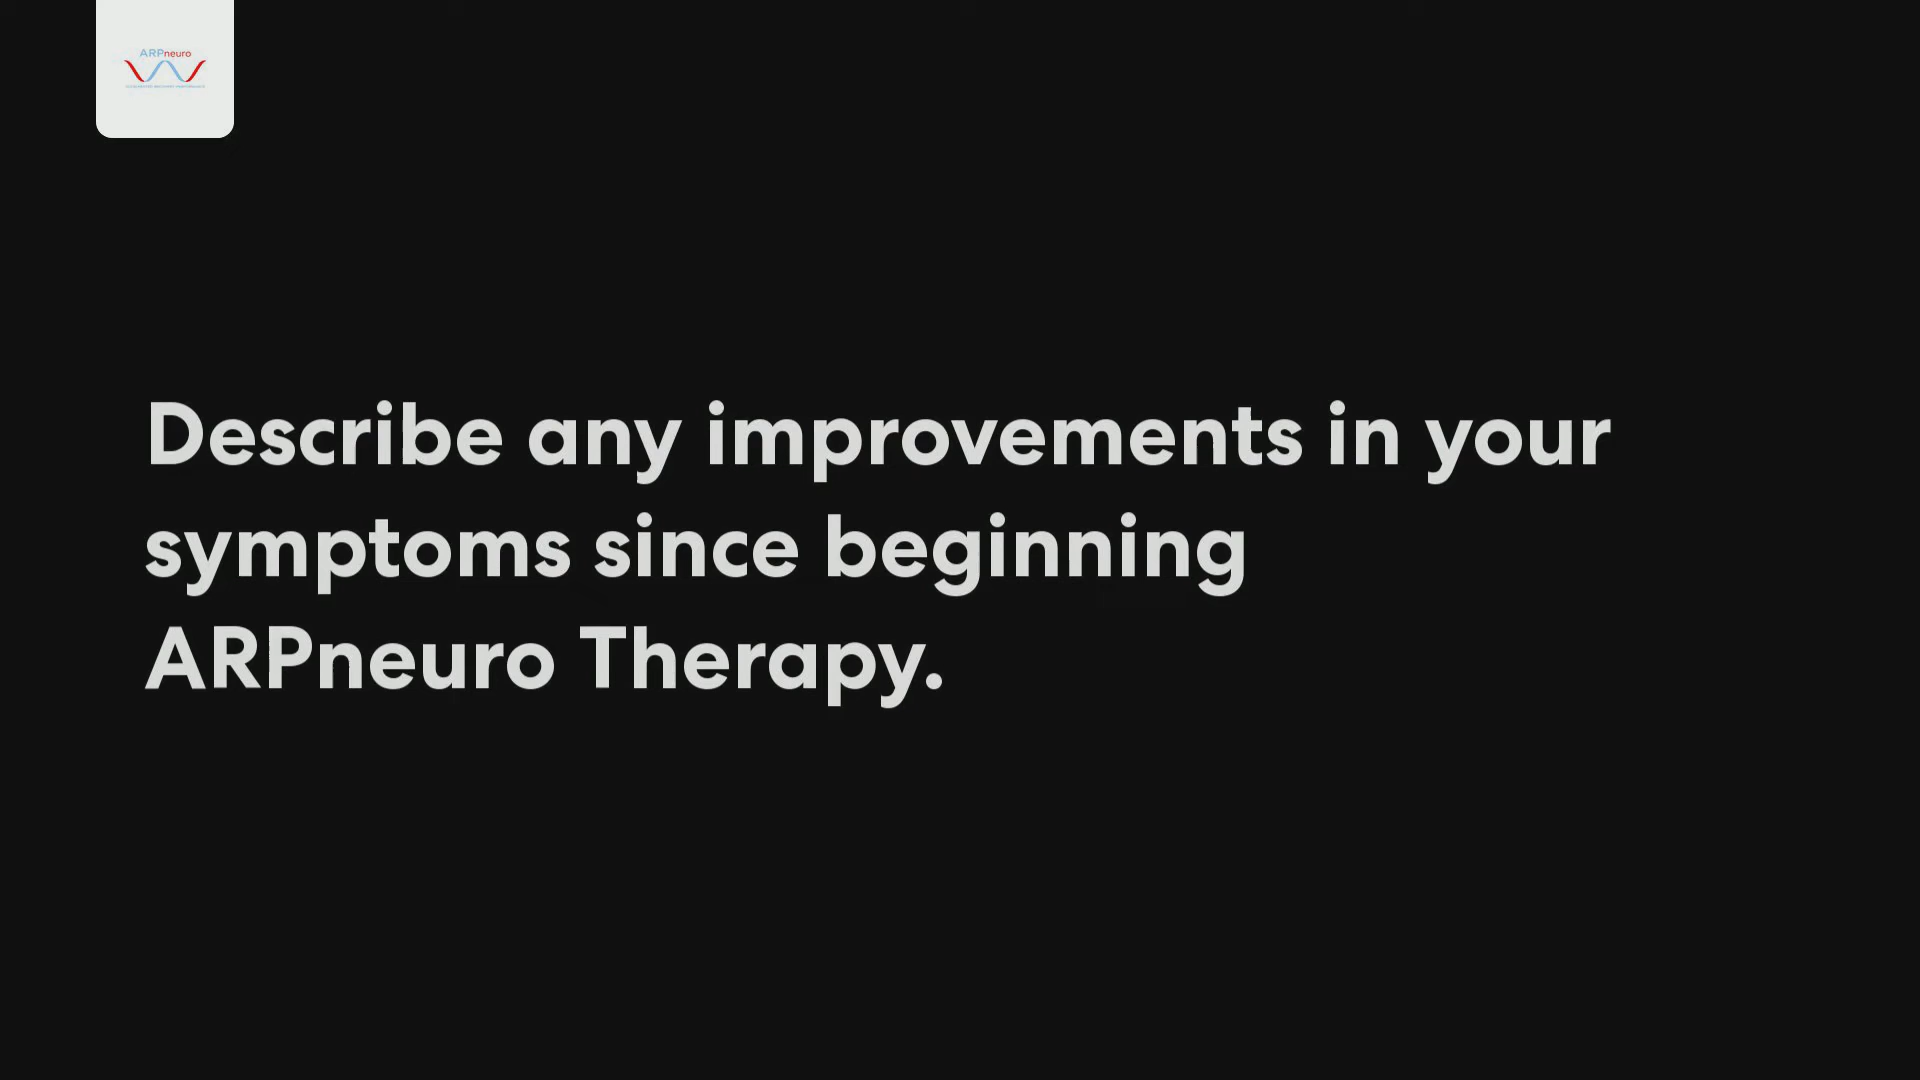 ARPneuro
Describe any improvements in your
symptoms since beginning
ARPneuro Therapy.